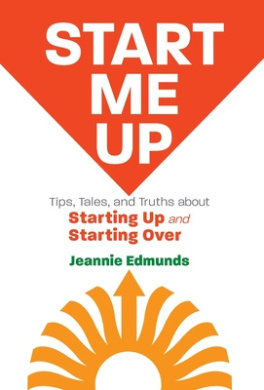 START
ME
UP
Tips, Tales, and Truths about
Starting Up and
Starting Over
Jeannie Edmunds